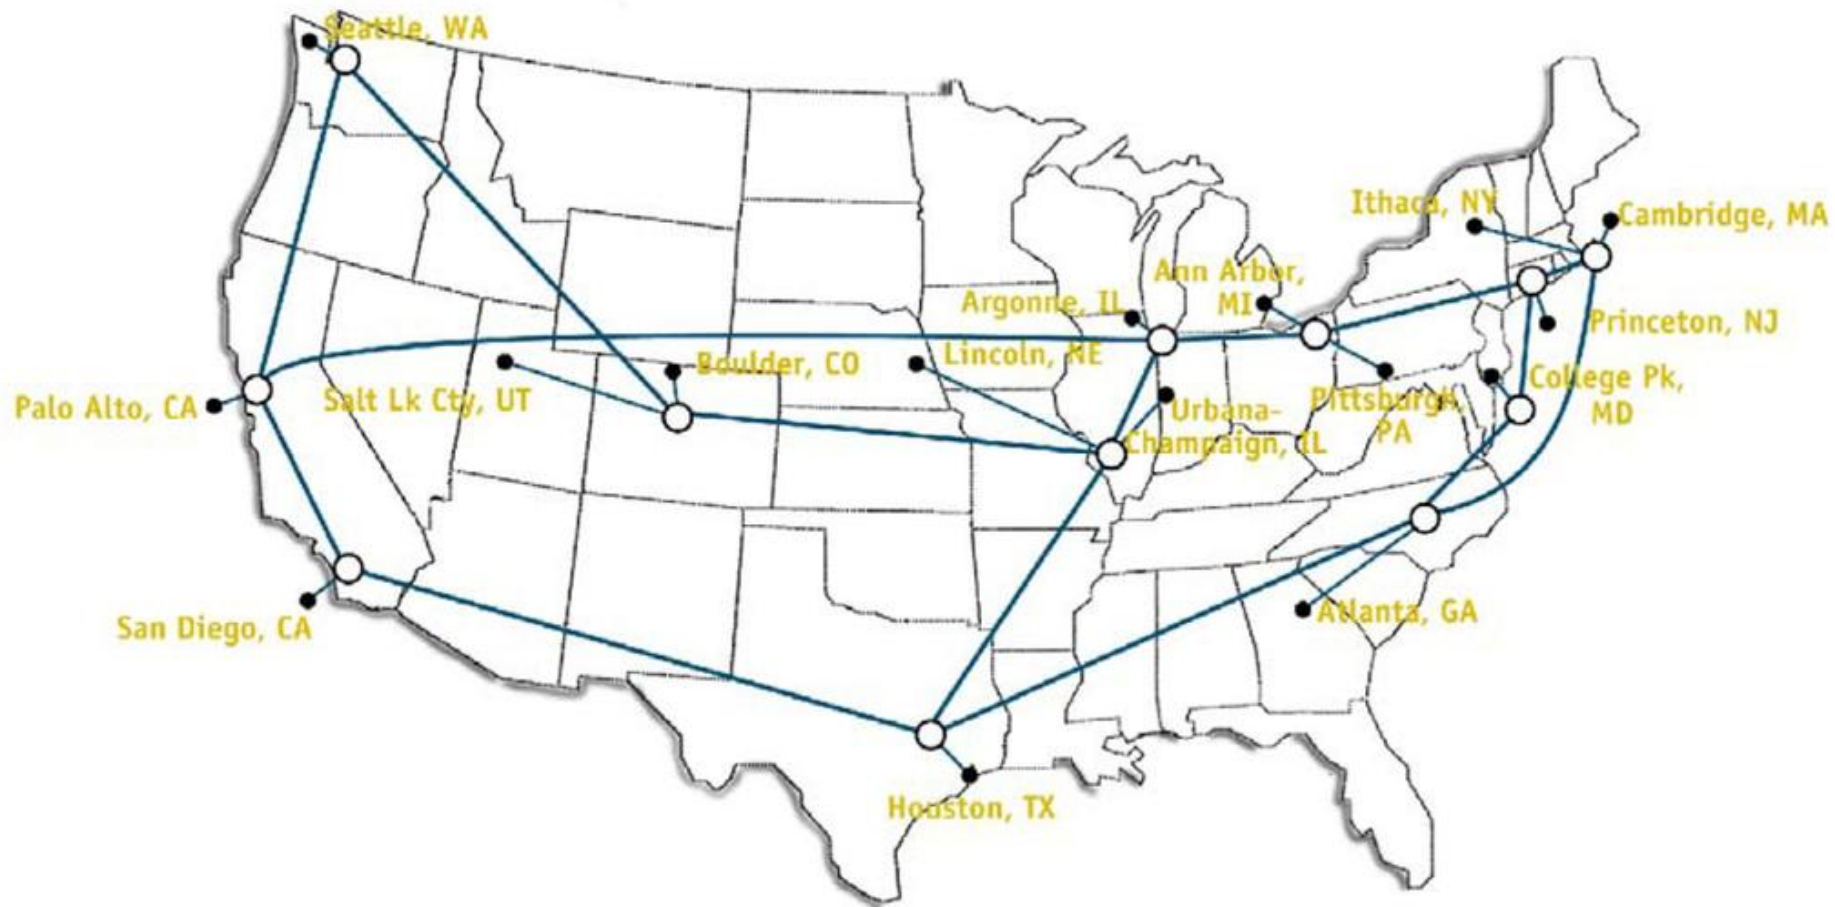 Seattle, WA
Ithaca, NY
Cambridge, MA
Ann Arbor,
MI
Argonne, IL
Princeton, NJ
Lincoln, NE
Boulder, CO
College Pk,
MD
Salt Lk Cty, UT
Palo Alto, CA
Urbana-
Champaign, IL
Pittsburgh,
PA
Atlanta, GA
San Diego, CA
Houston, TX